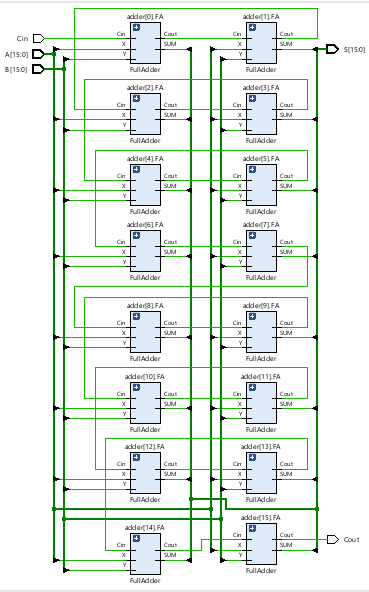 adder[0].FA
adder[1].FA
Cin
Cin
Cout
Cin
Cout
A[15:0]
X
SUM
X
SUM
S[15:0]
B[15:0]
Y
Y
FullAdder
FullAdder
adder[2].FA
adder[3].FA
Cin
Cout
Cin
Cout
X
SUM
X
SUM
Y
Y
FullAdder
FullAdder
adder[4].FA
adder[5].FA
Cin
Cout
Cin
Cout
X
SUM
X
SUM
Y
Y
FullAdder
FullAdder
adder[6].FA
adder[7].FA
Cin
Cout
Cin
Cout
X
SUM
X
SUM
Y
Y
FullAdder
FullAdder
adder[8].FA
adder[9].FA
Cin
Cout
Cin
Cout
X
SUM
X
SUM
Y
Y
FullAdder
FullAdder
adder[10].FA
adder[11].FA
Cin
Cout
Cin
Cout
X
SUM
X
SUM
Y
Y
FullAdder
FullAdder
adder[12].FA
adder[13].FA
Cin
Cout
Cin
Cout
X
SUM
X
SUM
Y
Y
FullAdder
FullAdder
adder[14].FA
adder[15].FA
Cin
Cout
Cin
Cout
Cout
X
SUM
X
SUM
Y
Y
FullAdder
FullAdder